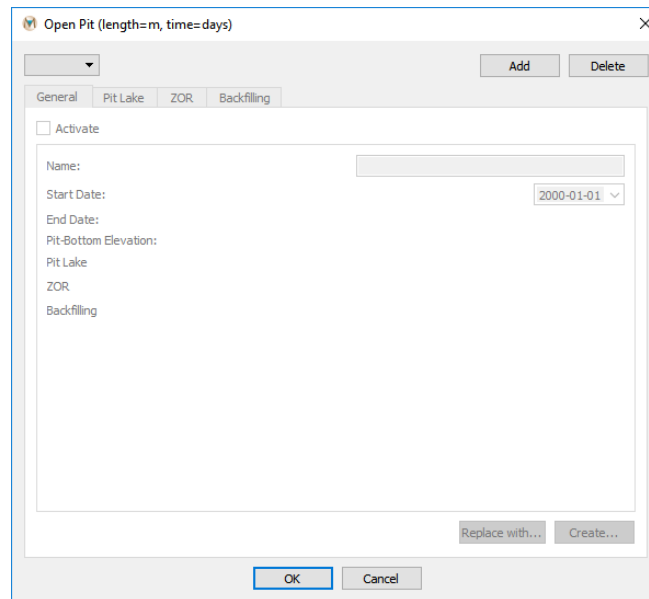 Open Pit (length=m, time=days)
Add Delete
General Pit Lake ZOR Backfilling
Activate
Name:
Start Date: 2000-01-01
End Date:
Pit-Bottom Elevation:
Pit Lake
ZOR
Backfilling
Replace with... Create...
OK Cancel